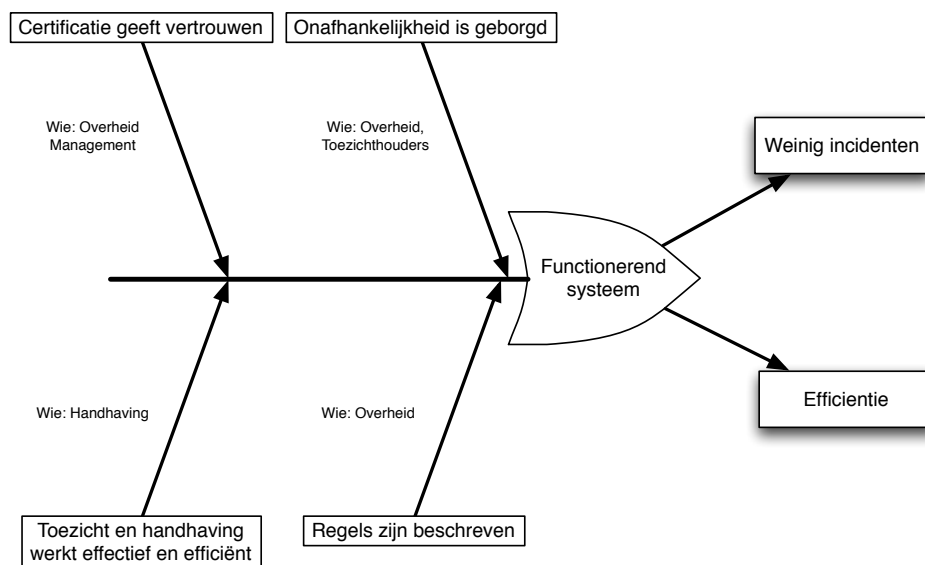 Certificatie geeft vertrouwen
Onafhankelijkheid is geborgd
Wie: Overheid
Management
Wie: Overheid,
Toezichthouders
Weinig incidenten
Functionerend
systeem
Efficientie
Wie: Handhaving
Wie: Overheid
Toezicht en handhaving
werkt effectief en efficiënt
Regels zijn beschreven